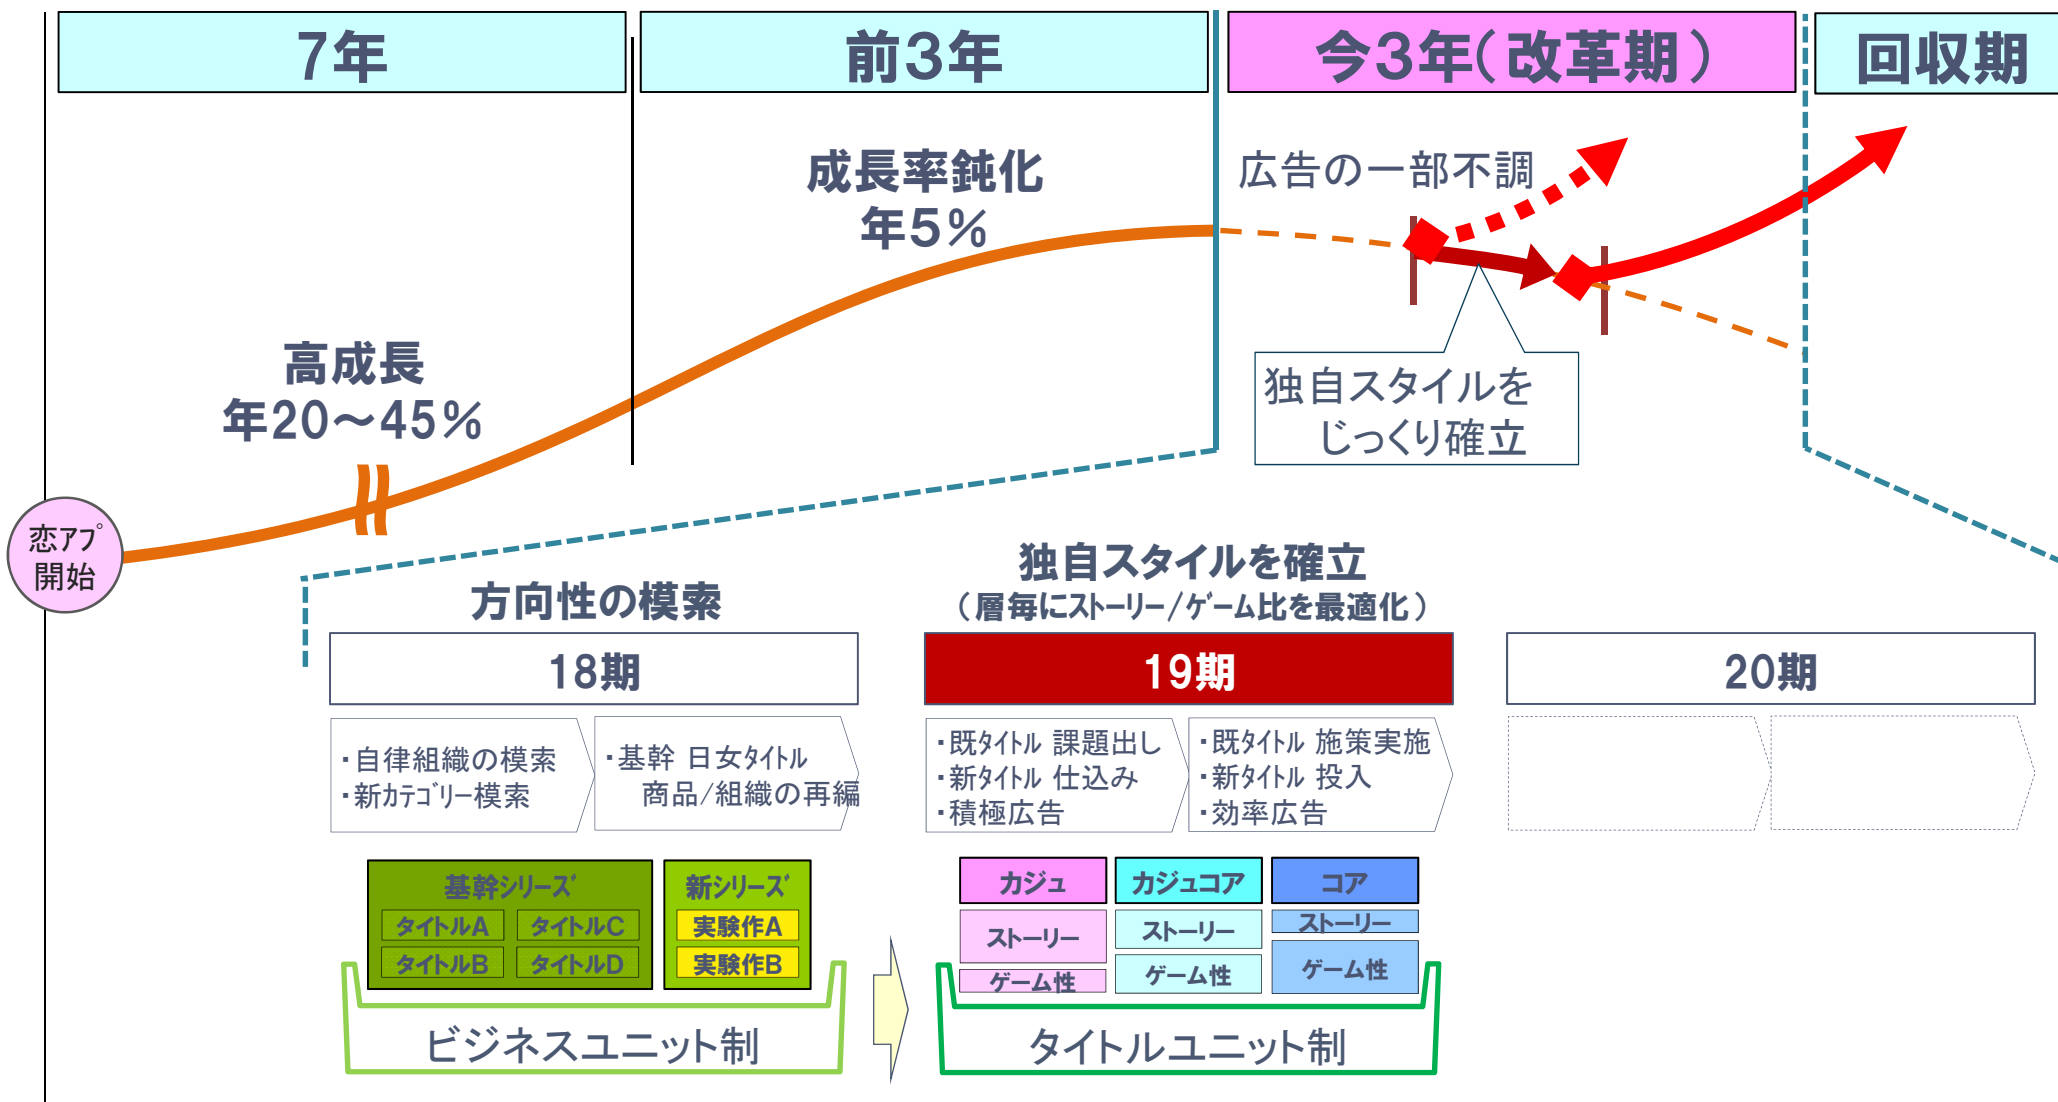 7年
前3年
今3年(改革期)
回収期
成長率鈍化
年5%
広告の一部不調
高成長
年20～45%
独自スタイルを
じっくり確立
恋アプ
開始
方向性の模索
独自スタイルを確立
(層毎にストーリー/ゲーム比を最適化)
18期
19期
20期
・自律組織の模索
・新カテゴリー模索
・基幹 日女タイトル
商品/組織の再編
・既タイトル 課題出し
・新タイトル 仕込み
・積極広告
・既タイトル 施策実施
・新タイトル 投入
・効率広告
基幹シリーズ
タイトルA
タイトルC
タイトルB
タイトルD
新シリーズ
実験作A
実験作B
カジュ
カジュコア
コア
ストーリー
ストーリー
ストーリー
ゲーム性
ゲーム性
ゲーム性
ビジネスユニット制
タイトルユニット制